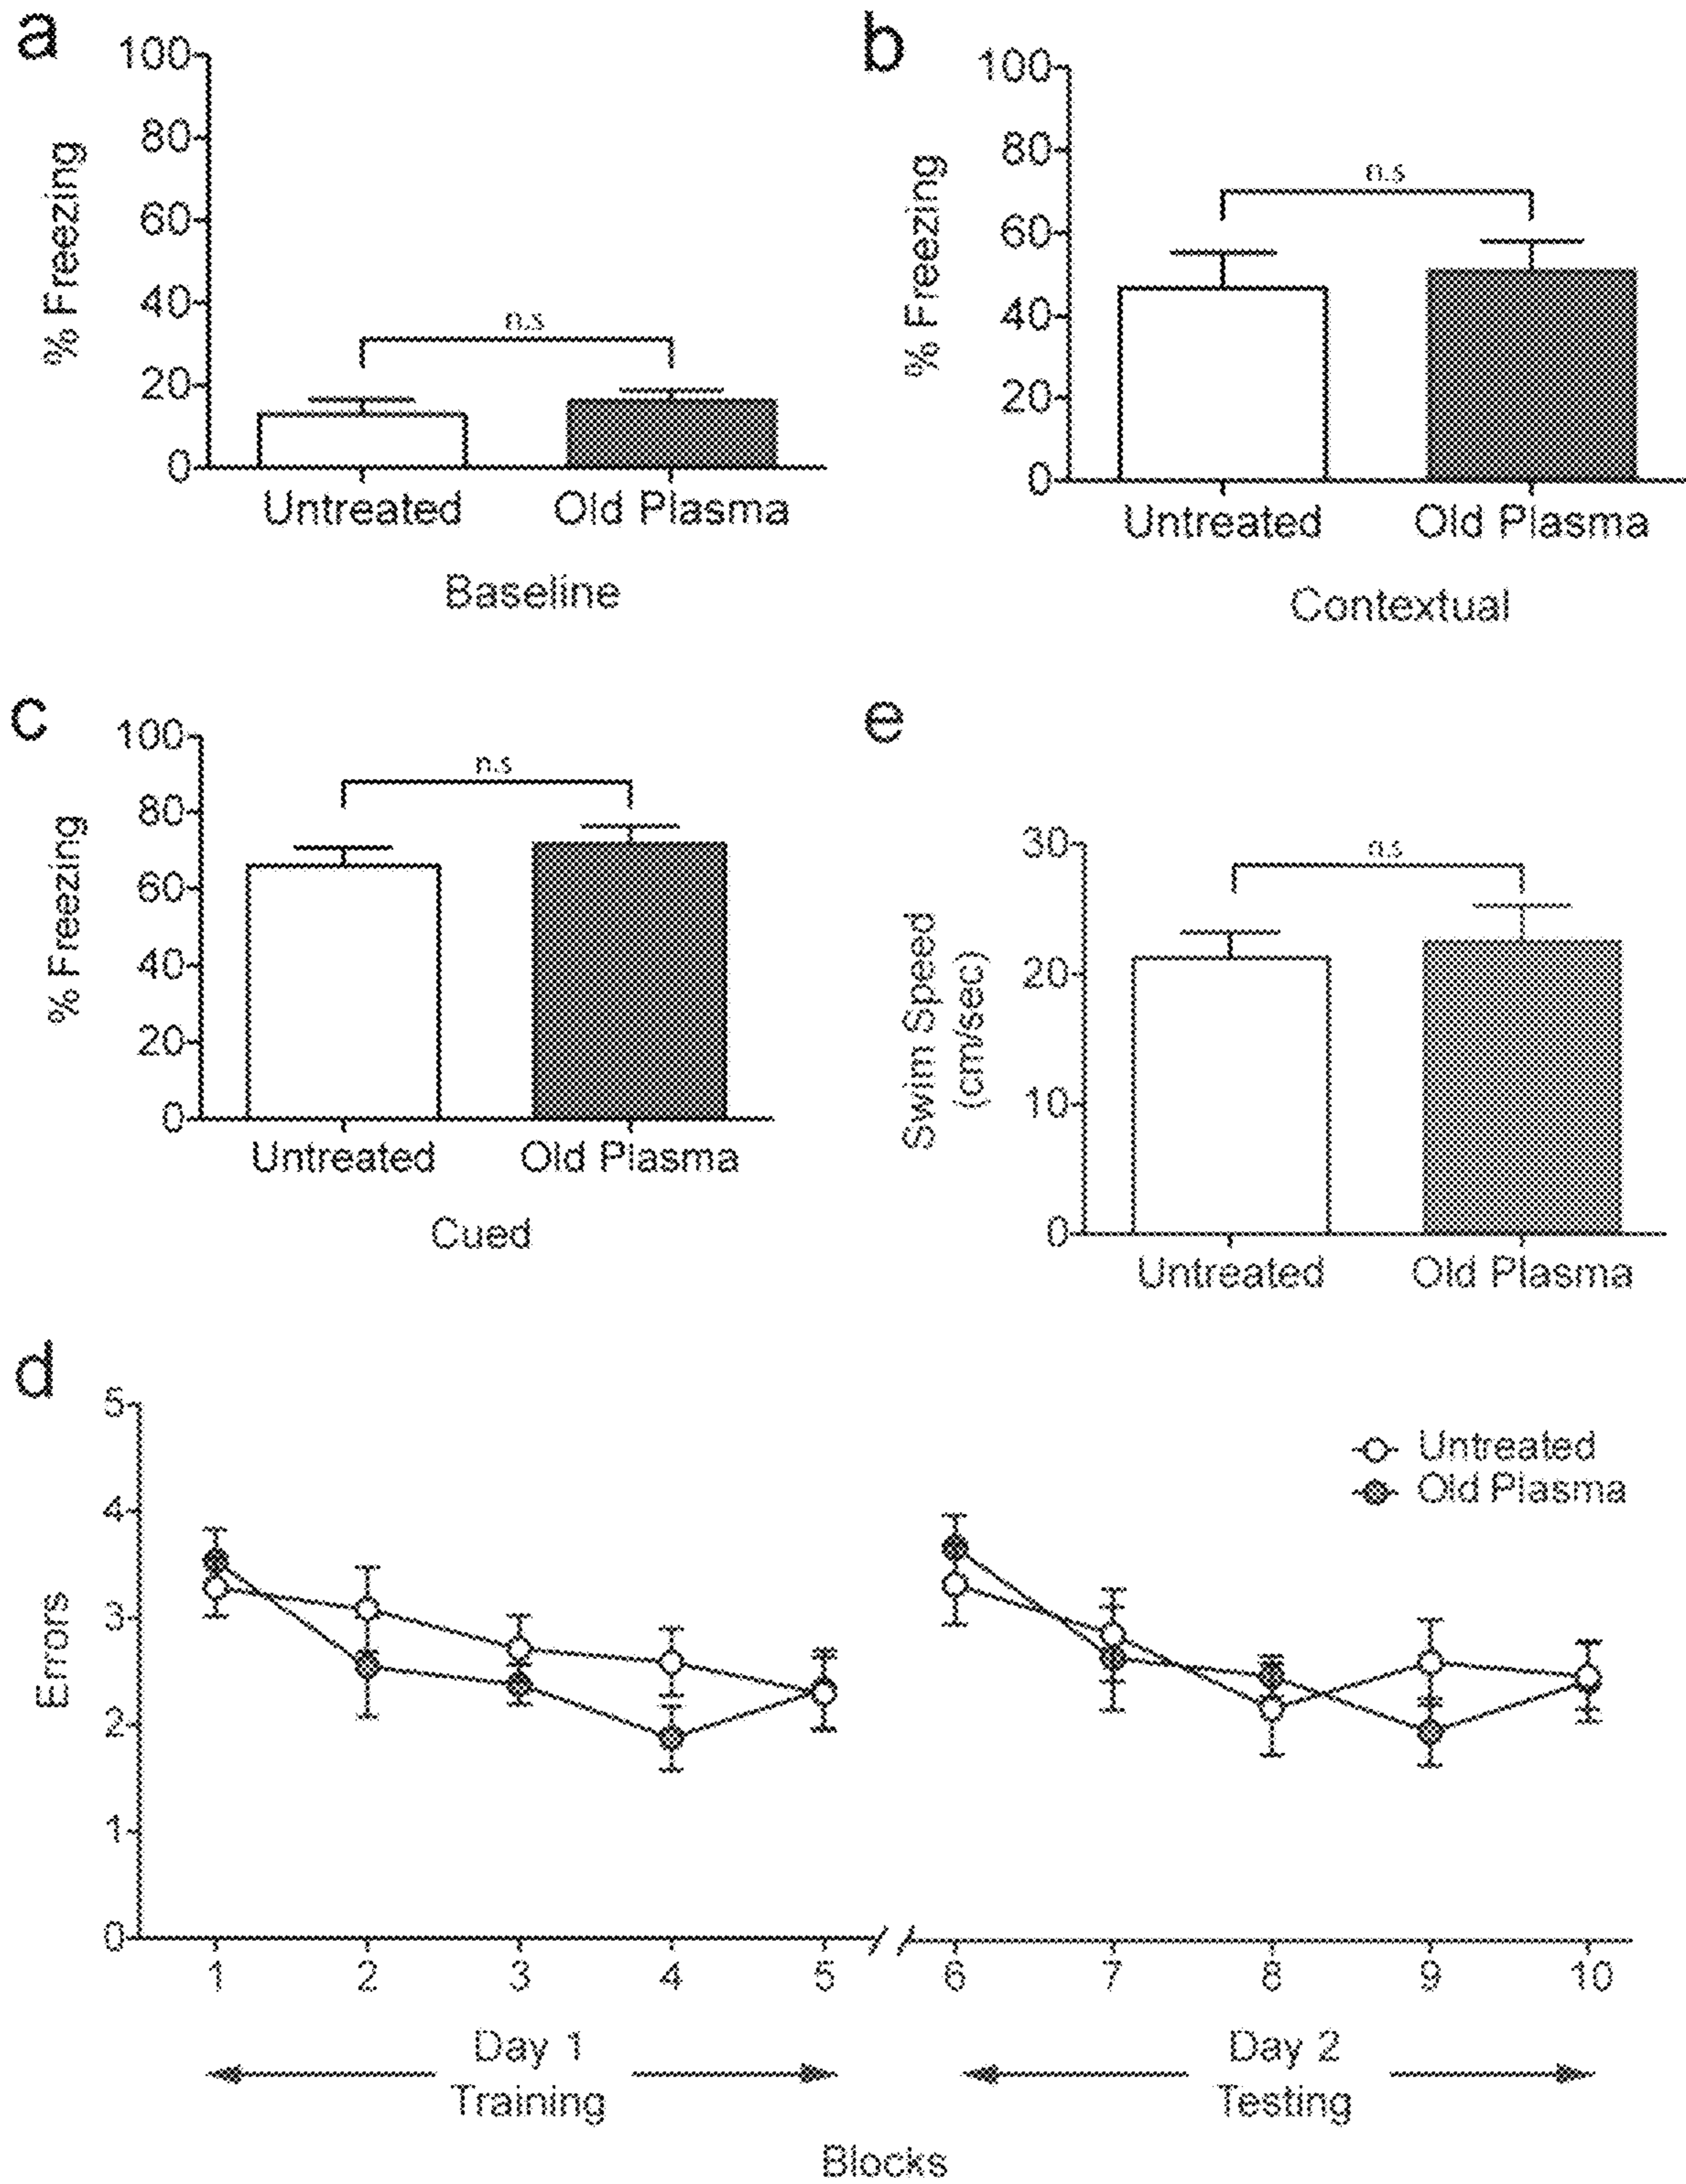 a
100
80
60
40
20
0
% Freezing
n.s
Untreated Old Plasma
Baseline
b
100
80
60
40
20
0
% Freezing
n.s
Untreated Old Plasma
Contextual
c
100
80
60
40
20
0
% Freezing
n.s
Untreated Old Plasma
Cued
e
30
20
10
0
Swim Speed
(cm/sec)
n.s
Untreated Old Plasma
d
5
4
3
2
1
0
Errors
Untreated
Old Plasma
1 2 3 4 5 6 7 8 9 10
Day 1
Training
Day 2
Testing
Blocks